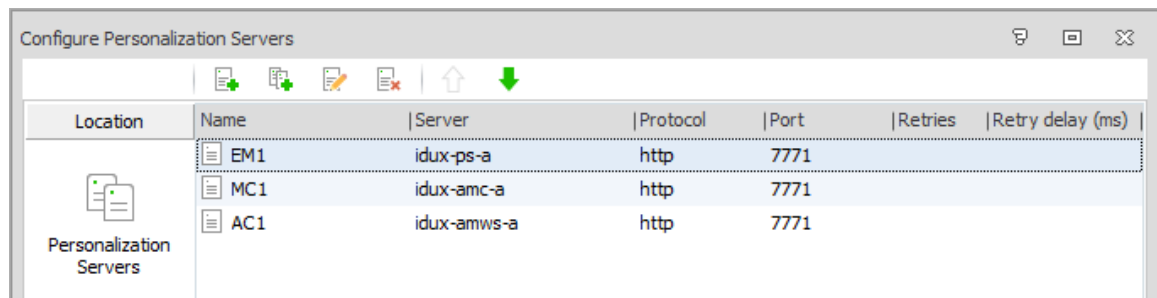 Configure Personalization Servers
Location
Name |Server |Protocol |Port |Retries |Retry delay (ms) |
EM1 idux-ps-a http 7771
MC1 idux-amc-a http 7771
AC1 idux-amws-a http 7771
Personalization
Servers